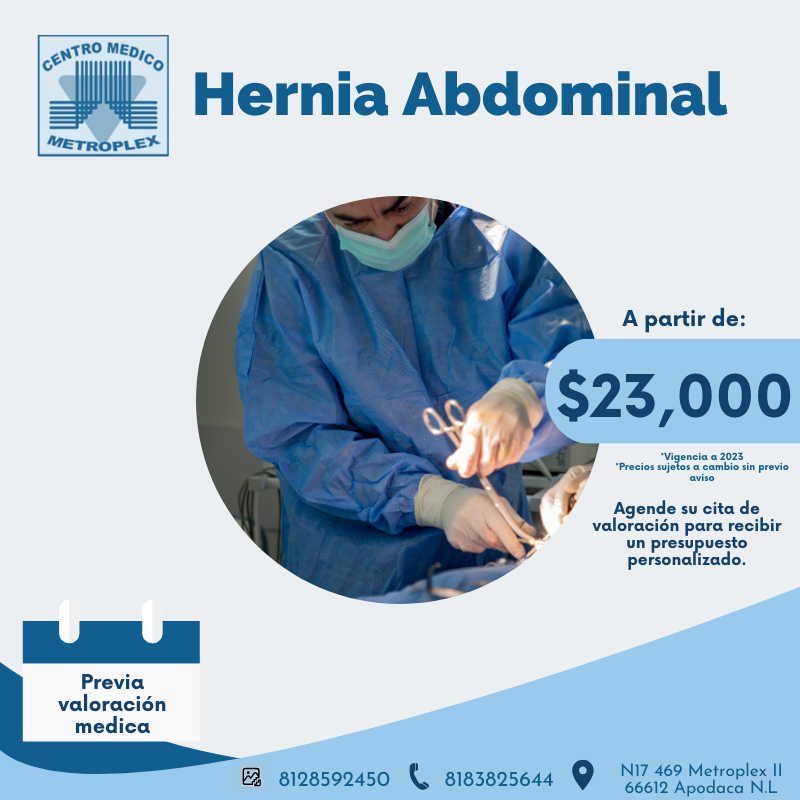 CENTRO MEDICO
METROPLEX
Hernia Abdominal
A partir de:
$23,000
*Vigencia a 2023
*Precios sujetos a cambio sin previo
aviso
Agende su cita de
valoración para recibir
un presupuesto
personalizado.
Previa
valoración
medica
8128592450
8183825644
N17 469 Metroplex II
66612 Apodaca N.L